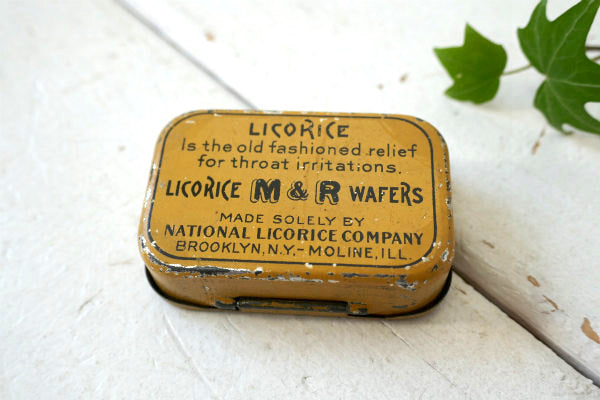 LICORICE
Is the old fashioned relief
for throat irritations.
LICORICE M & R WAFERS
MADE SOLELY BY
NATIONAL LICORICE COMPANY
BROOKLYN, N.Y.- MOLINE, ILL.